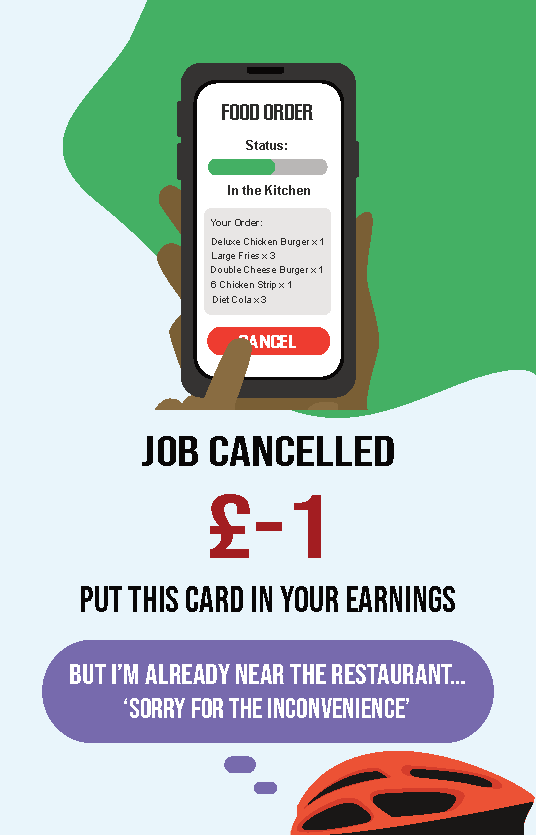 FOOD ORDER
Status:
In the Kitchen
Your Order:
Deluxe Chicken Burger x 1
Large Fries x 3
Double Cheese Burger x 1
6 Chicken Strip x 1
Diet Cola x 3
CANCEL
JOB CANCELLED
£-1
PUT THIS CARD IN YOUR EARNINGS
BUT I'M ALREADY NEAR THE RESTAURANT...
'SORRY FOR THE INCONVENIENCE'